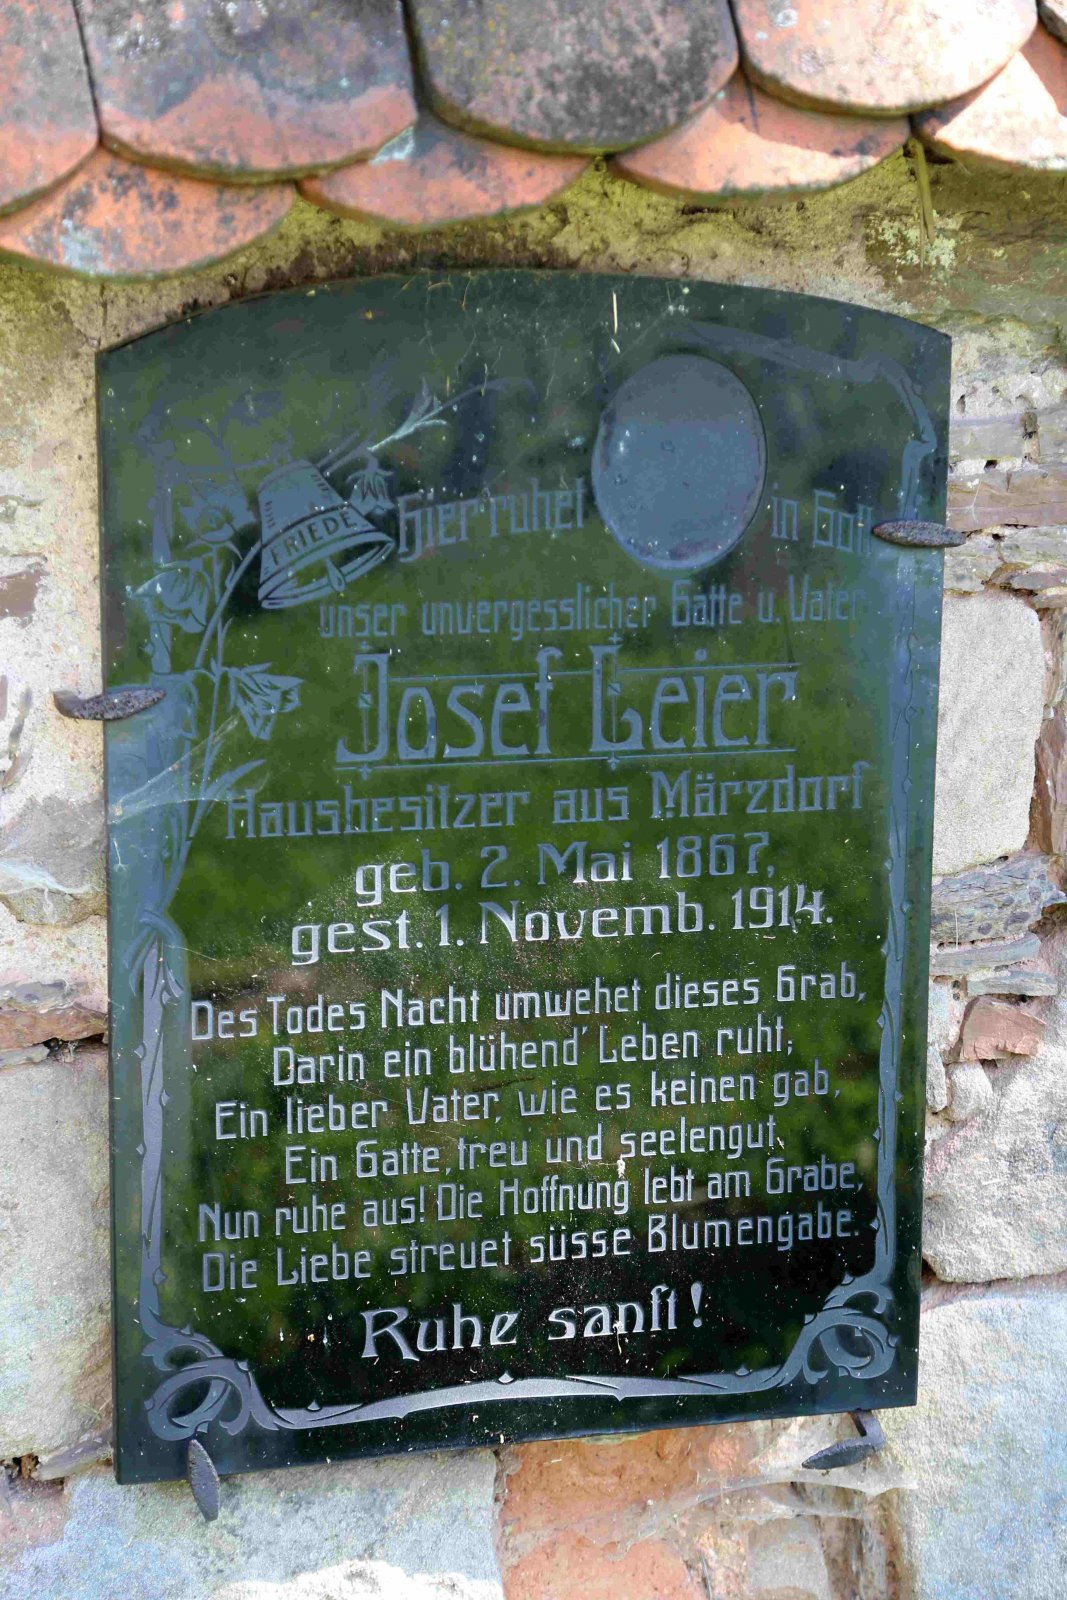 FRIEDE
Hier ruhet in Gott
unser unvergesslicher Gatte u. Vater
Josef Leier
Hausbesitzer aus Märzdorf
geb. 2. Mai 1867,
gest. 1. Novemb. 1914.
Des Todes Nacht umwehet dieses Grab,
Darin ein blühend' Leben ruht;
Ein lieber Vater, wie es keinen gab,
Ein Gatte, treu und seelengut.
Nun ruhe aus! Die Hoffnung lebt am Grabe,
Die Liebe streuet süsse Blumengabe.
Ruhe sanft!